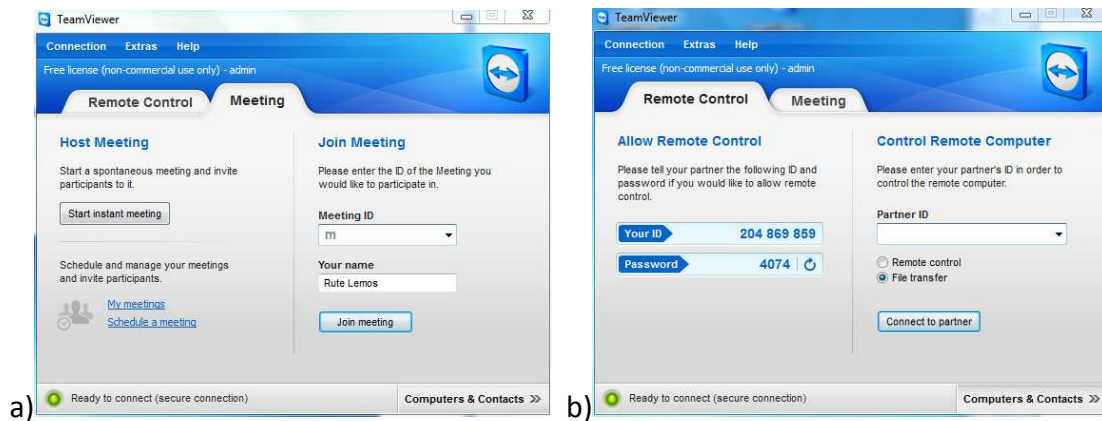 TeamViewer
Connection Extras Help
Free license (non-commercial use only) - admin
Remote Control Meeting
Host Meeting
Start a spontaneous meeting and invite
participants to it.
Start instant meeting
Schedule and manage your meetings
and invite participants.
My meetings
Schedule a meeting
Join Meeting
Please enter the ID of the Meeting you
would like to participate in.
Meeting ID
m
Your name
Rute Lemos
Join meeting
Ready to connect (secure connection)
Computers & Contacts >>
a)
TeamViewer
Connection Extras Help
Free license (non-commercial use only) - admin
Remote Control Meeting
Allow Remote Control
Please tell your partner the following ID and
password if you would like to allow remote
control.
Your ID 204 869 859
Password 4074
Control Remote Computer
Please enter your partner's ID in order to
control the remote computer.
Partner ID
Remote control
File transfer
Connect to partner
Ready to connect (secure connection)
Computers & Contacts >>
b)